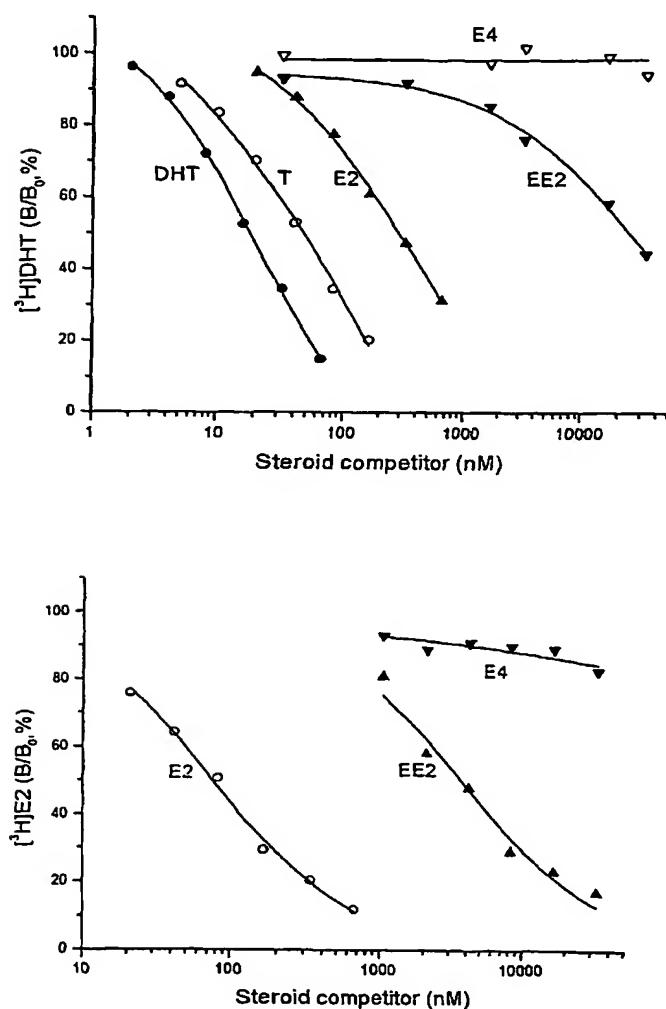 E4
100
80
60
40
20
0
[³H]DHT (B/B₀,%)
DHT
T
E2
EE2
1
10
100
1000
10000
Steroid competitor (nM)
100
80
60
40
20
0
[³H]E2 (B/B₀,%)
E4
E2
EE2
10
100
1000
10000
Steroid competitor (nM)